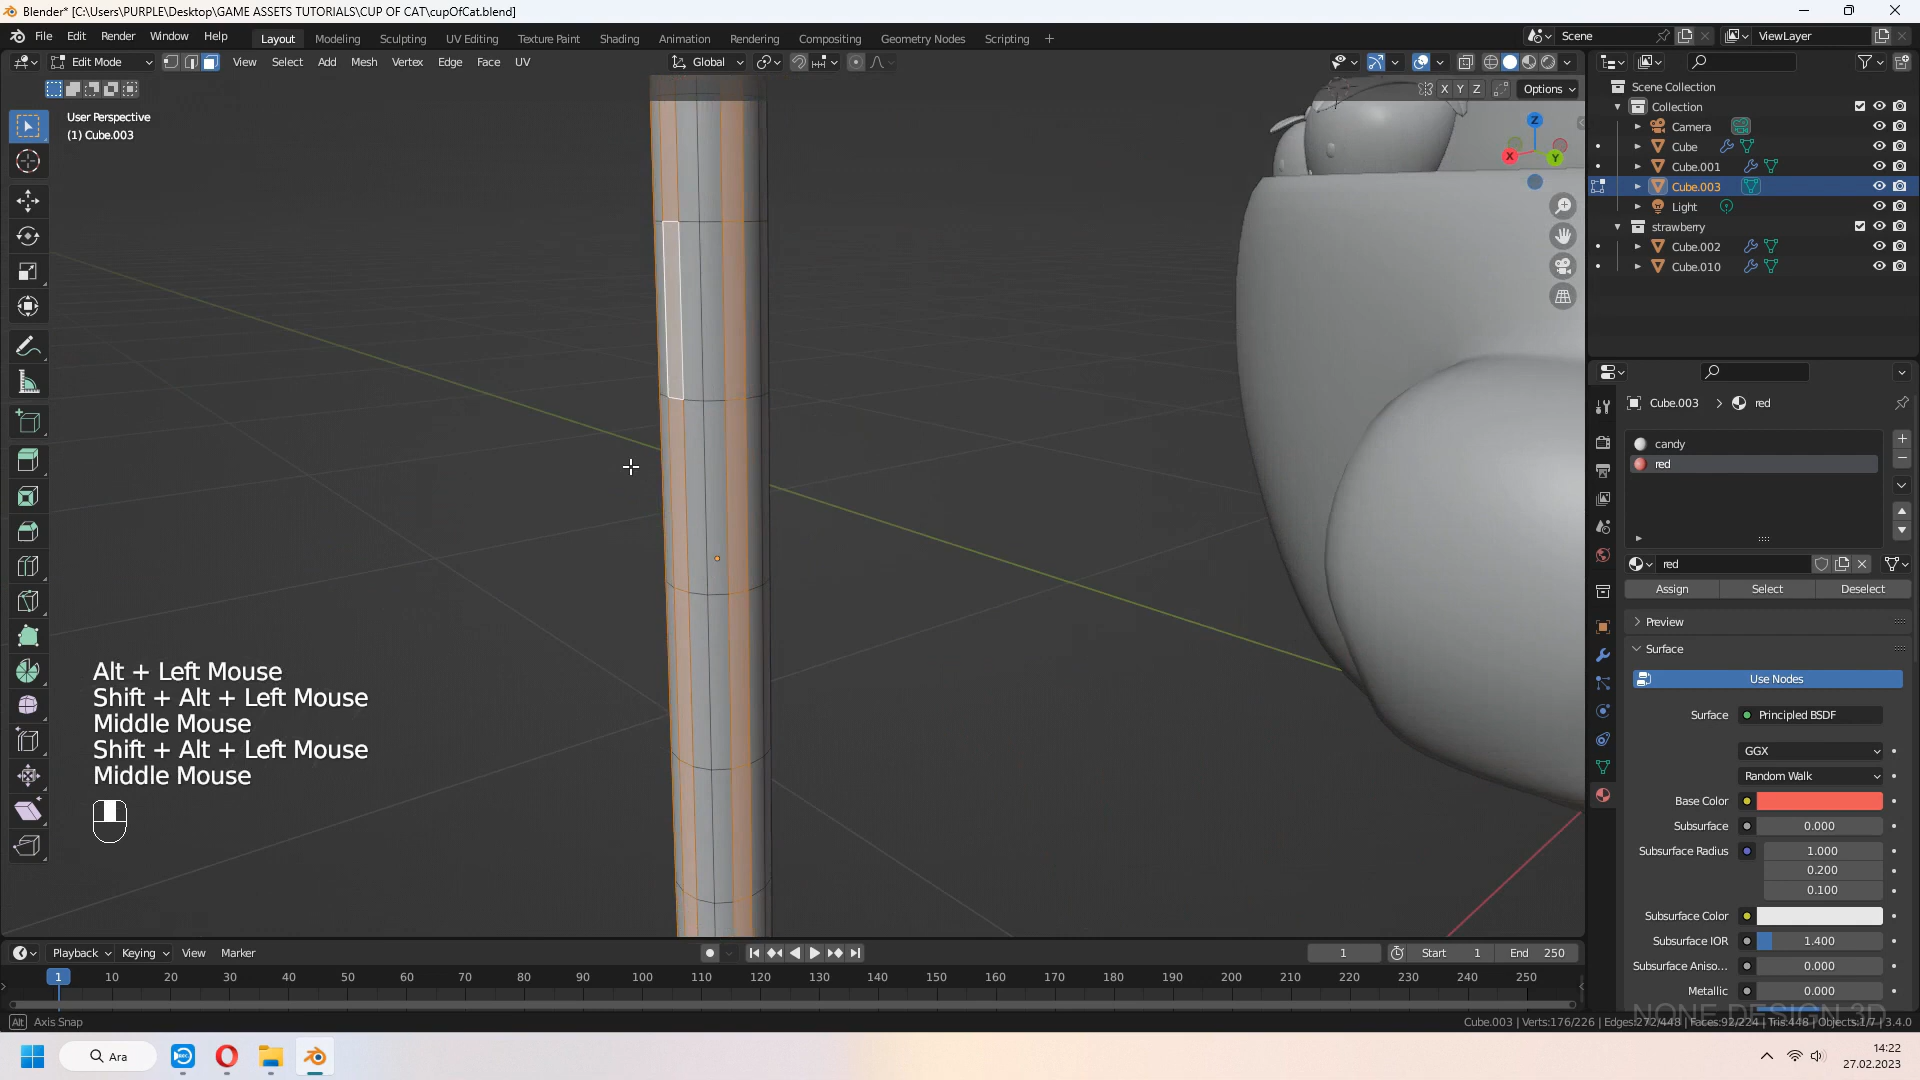 Blender* [C:\Users\PURPLE\Desktop\GAME ASSETS TUTORIALS\CUP OF CAT\cupOfCat.blend]
File Edit Render Window Help Layout Modeling Sculpting UV Editing Texture Paint Shading Animation Rendering Compositing Geometry Nodes Scripting + Scene ViewLayer
Edit Mode View Select Add Mesh Vertex Edge Face UV Global
X Y Z Options
User Perspective
(1) Cube.003
Z
X
Y
Scene Collection
Collection
Camera
Cube
Cube.001
Cube.003
Light
strawberry
Cube.002
Cube.010
Cube.003 > red
candy
red
red
Assign Select Deselect
Preview
Surface
Use Nodes
Surface Principled BSDF
GGX
Random Walk
Base Color
Subsurface 0.000
Subsurface Radius 1.000
0.200
0.100
Subsurface Color
Subsurface IOR 1.400
Subsurface Aniso... 0.000
Metallic 0.000
Alt + Left Mouse
Shift + Alt + Left Mouse
Middle Mouse
Shift + Alt + Left Mouse
Middle Mouse
Playback Keying View Marker 1 Start 1 End 250
1 10 20 30 40 50 60 70 80 90 100 110 120 130 140 150 160 170 180 190 200 210 220 230 240 250
NONE DESIGN 3D
Alt Axis Snap
Cube.003 | Verts:176/226 | Edges:272/448 | Faces:92/224 | Tris:448 | Objects:1/7 | 3.4.0
Ara
14:22
27.02.2023